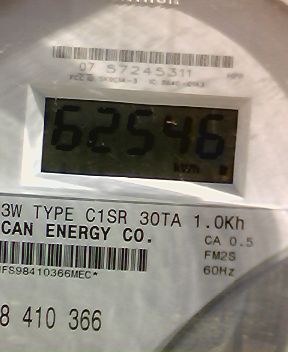 07 57245311
62546
3W TYPE C1SR 30TA 1.0Kh
CAN ENERGY CO.
CA 0.5
FM2S
60Hz
IFS98410366MEC*
8 410 366